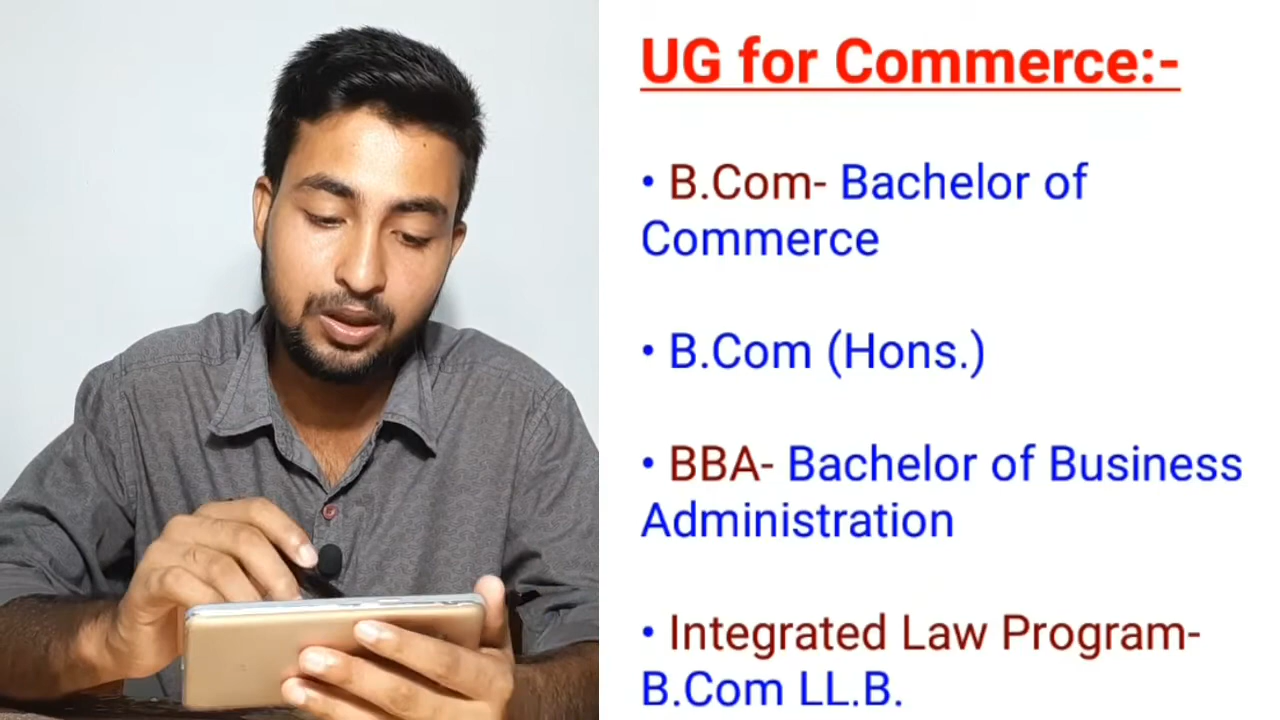 UG for Commerce:-
• B.Com- Bachelor of
Commerce
• B.Com (Hons.)
• BBA- Bachelor of Business
Administration
• Integrated Law Program-
B.Com LL.B.